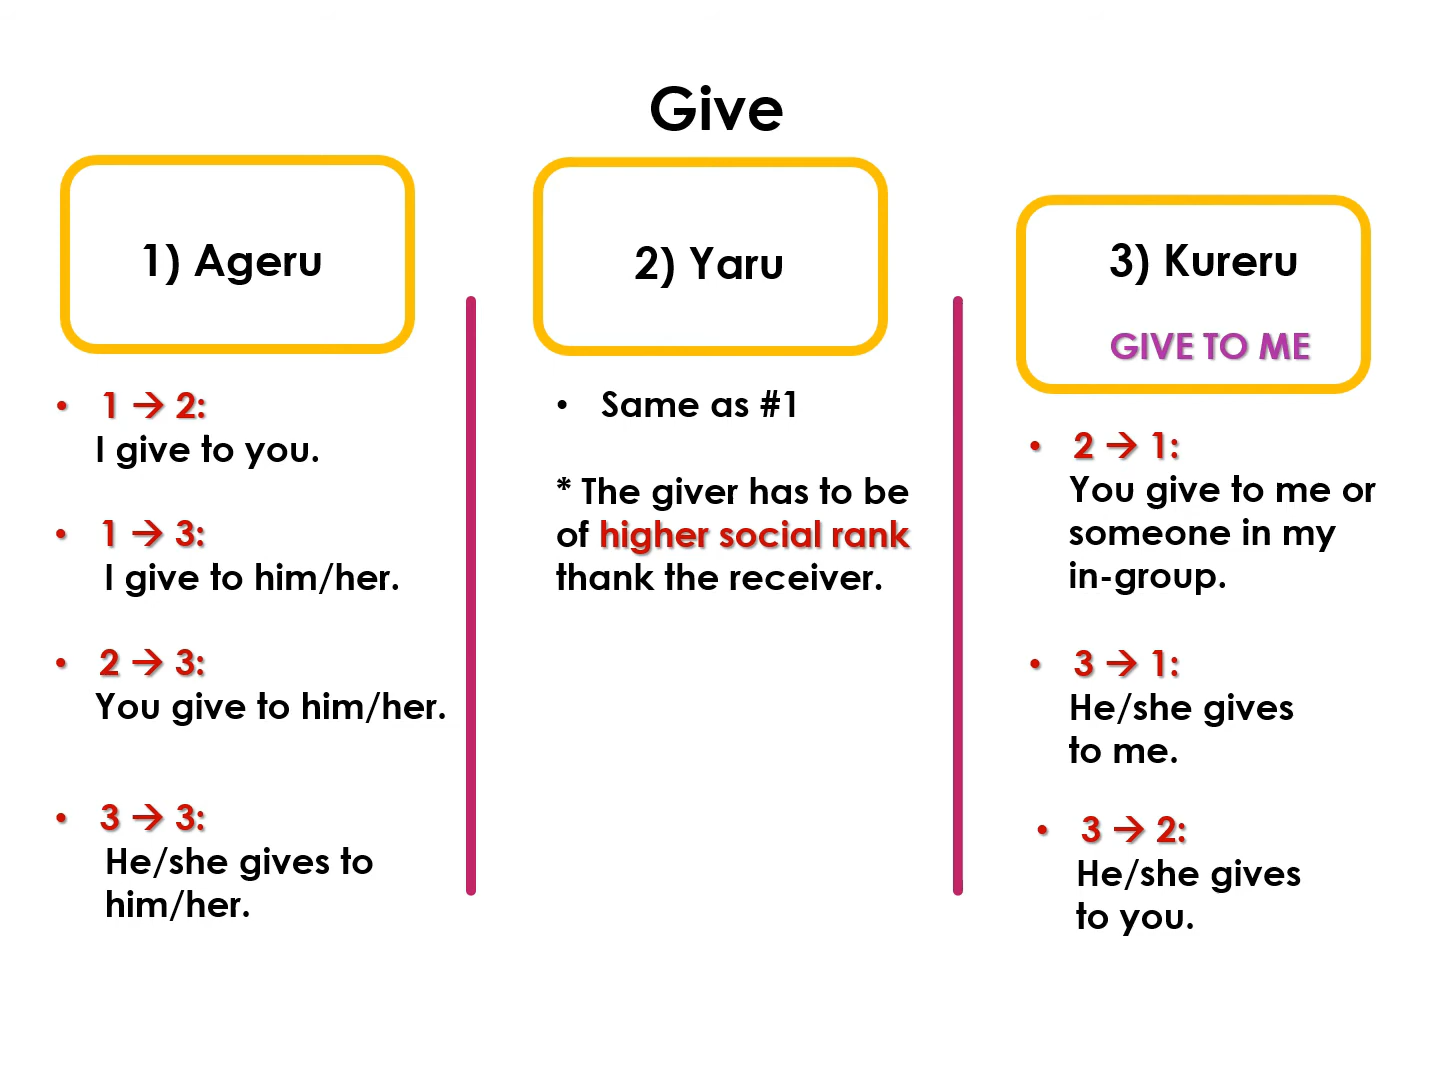 Give
1) Ageru
• 1 → 2:
I give to you.
• 1 → 3:
I give to him/her.
• 2 → 3:
You give to him/her.
• 3 → 3:
He/she gives to
him/her.
2) Yaru
• Same as #1
* The giver has to be
of higher social rank
thank the receiver.
3) Kureru
GIVE TO ME
• 2 → 1:
You give to me or
someone in my
in-group.
• 3 → 1:
He/she gives
to me.
• 3 → 2:
He/she gives
to you.